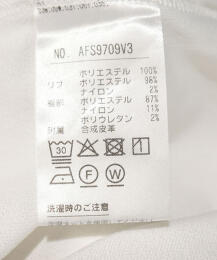 NO. AFS9709V3
ポリエステル 100%
リブ ポリエステル 98%
ナイロン 2%
ポリエステル 87%
ナイロン 11%
ポリウレタン 2%
附属 合成皮革
30
F W
洗濯時のご注意